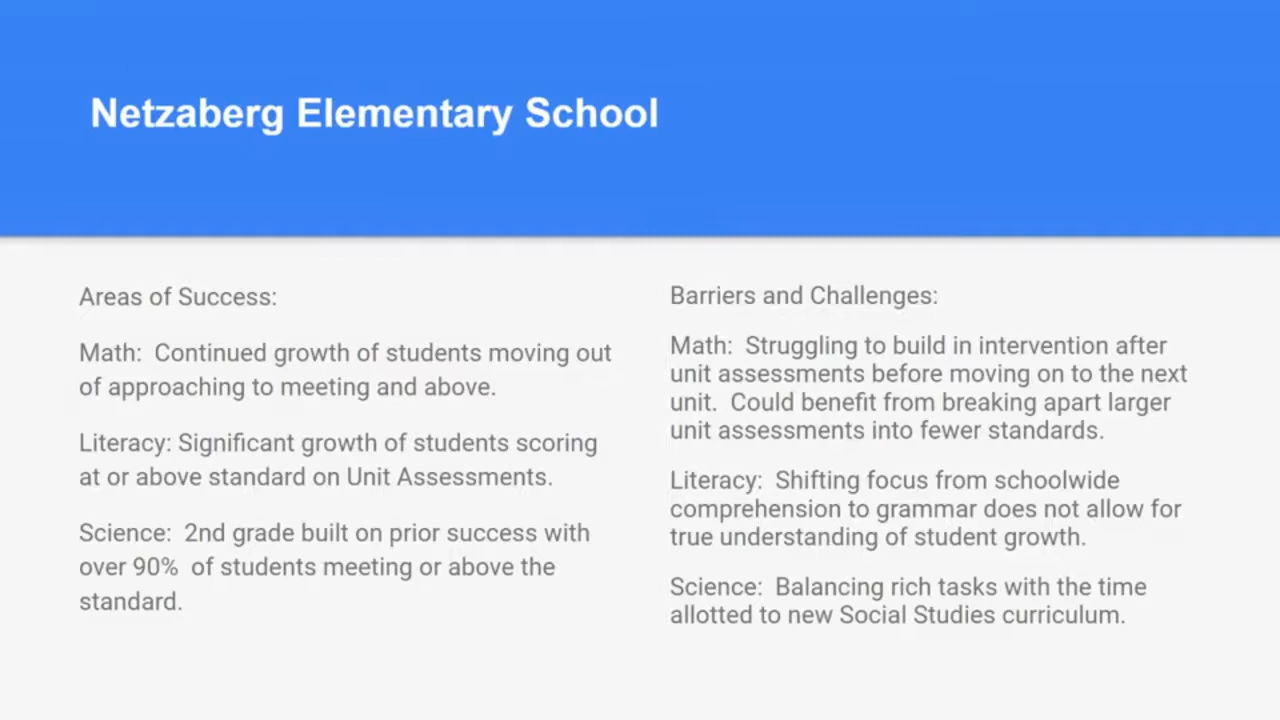 Netzaberg Elementary School
Areas of Success:
Math:  Continued growth of students moving out
of approaching to meeting and above.
Literacy: Significant growth of students scoring
at or above standard on Unit Assessments.
Science:  2nd grade built on prior success with
over 90%  of students meeting or above the
standard.
Barriers and Challenges:
Math:  Struggling to build in intervention after
unit assessments before moving on to the next
unit.  Could benefit from breaking apart larger
unit assessments into fewer standards.
Literacy:  Shifting focus from schoolwide
comprehension to grammar does not allow for
true understanding of student growth.
Science:  Balancing rich tasks with the time
allotted to new Social Studies curriculum.